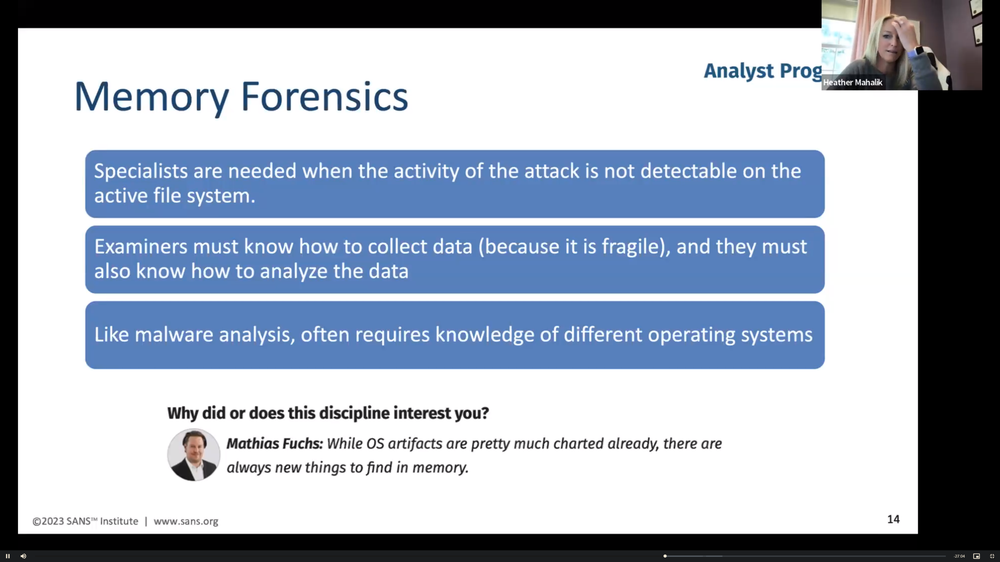 Analyst Prog
Heather Mahalik
Memory Forensics
Specialists are needed when the activity of the attack is not detectable on the
active file system.
Examiners must know how to collect data (because it is fragile), and they must
also know how to analyze the data
Like malware analysis, often requires knowledge of different operating systems
Why did or does this discipline interest you?
Mathias Fuchs: While OS artifacts are pretty much charted already, there are
always new things to find in memory.
©2023 SANS™ Institute | www.sans.org
14
-27:04